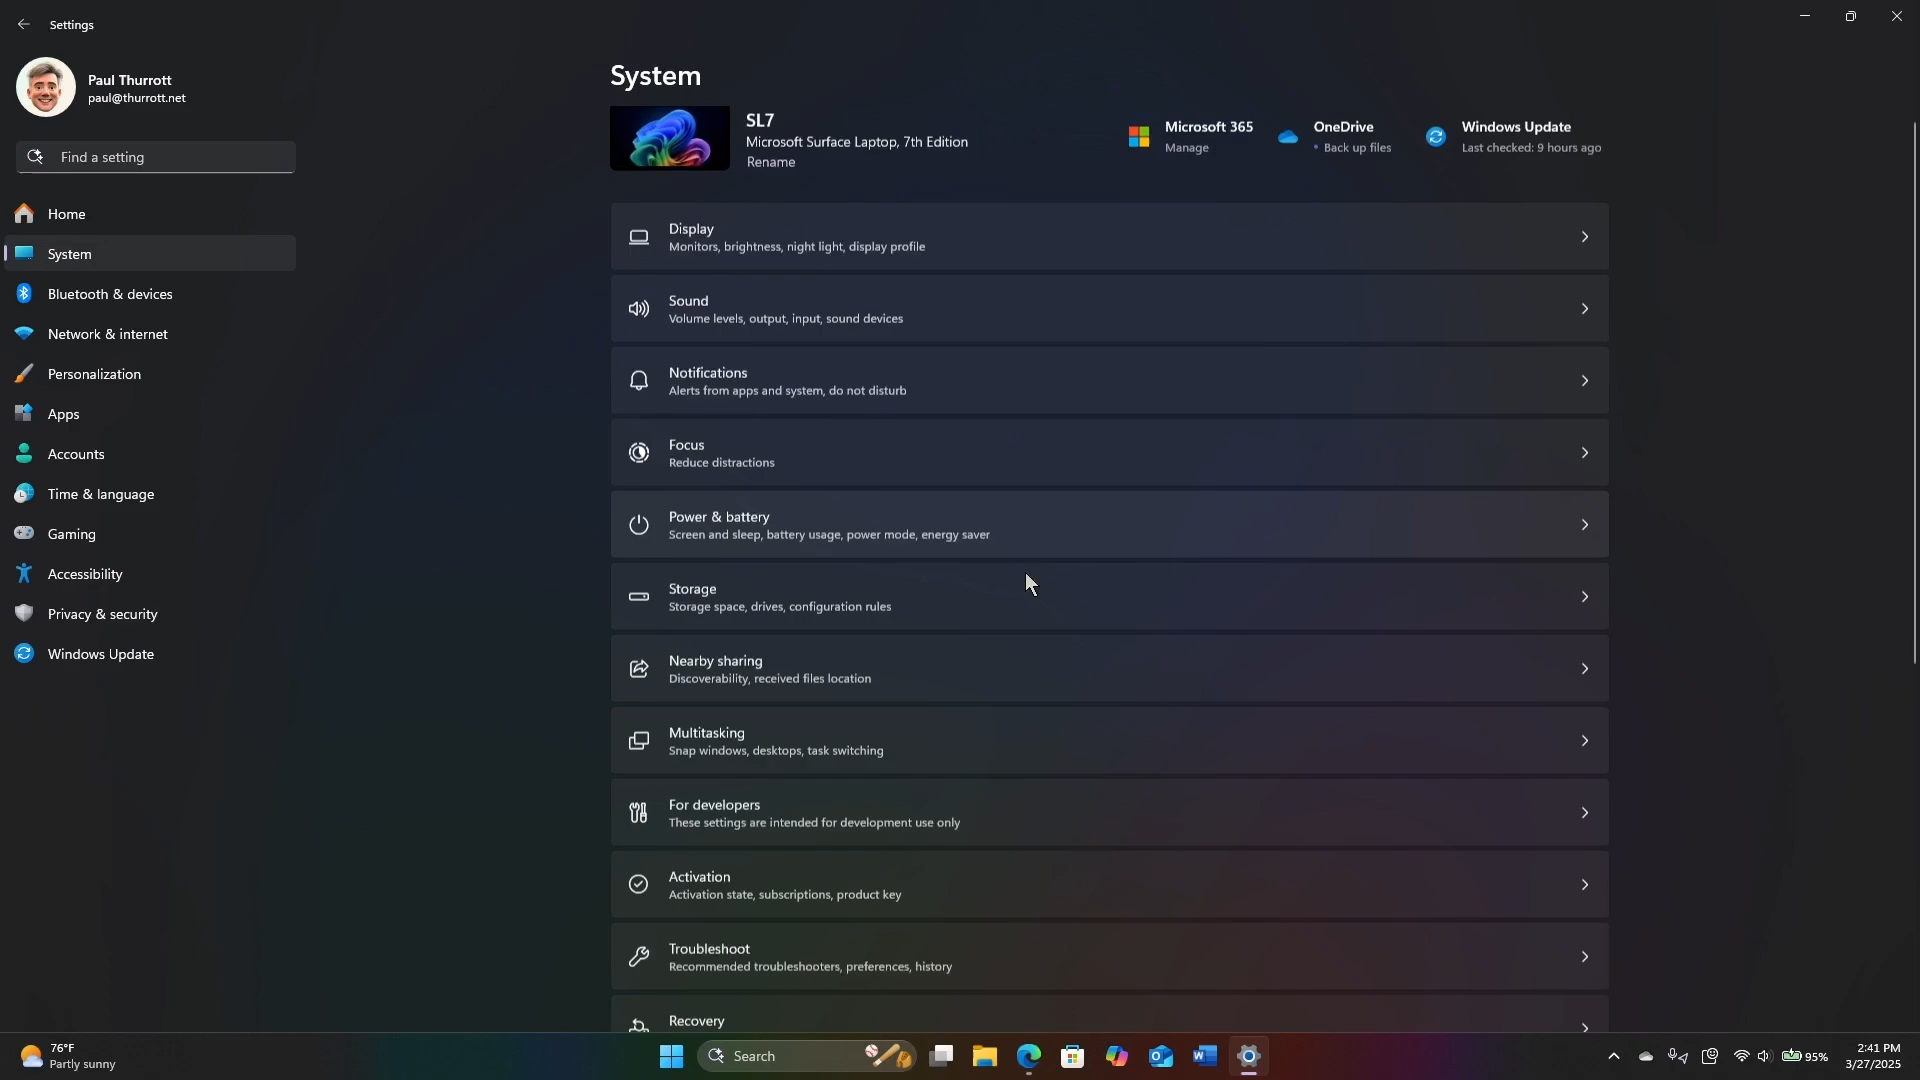 Settings
Paul Thurrott
paul@thurrott.net
Find a setting
Home
System
Bluetooth & devices
Network & internet
Personalization
Apps
Accounts
Time & language
Gaming
Accessibility
Privacy & security
Windows Update
System
SL7
Microsoft Surface Laptop, 7th Edition
Rename
Microsoft 365
Manage
OneDrive
• Back up files
Windows Update
Last checked: 9 hours ago
Display
Monitors, brightness, night light, display profile
Sound
Volume levels, output, input, sound devices
Notifications
Alerts from apps and system, do not disturb
Focus
Reduce distractions
Power & battery
Screen and sleep, battery usage, power mode, energy saver
Storage
Storage space, drives, configuration rules
Nearby sharing
Discoverability, received files location
Multitasking
Snap windows, desktops, task switching
For developers
These settings are intended for development use only
Activation
Activation state, subscriptions, product key
Troubleshoot
Recommended troubleshooters, preferences, history
Recovery
76°F
Partly sunny
Search
95%
2:41 PM
3/27/2025